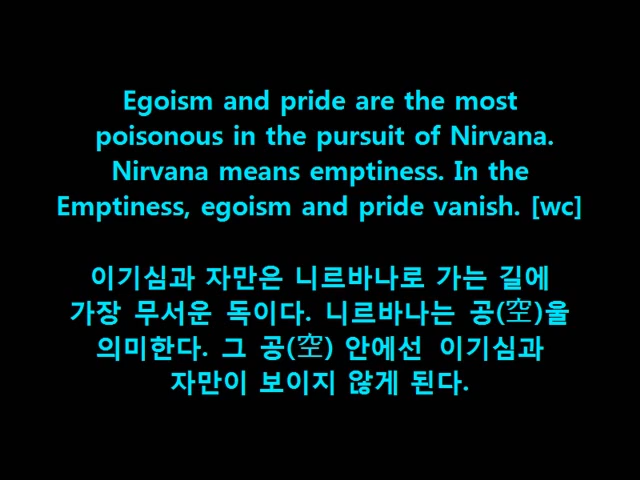 Egoism and pride are the most
poisonous in the pursuit of Nirvana.
Nirvana means emptiness. In the
Emptiness, egoism and pride vanish. [wc]
이기심과 자만은 니르바나로 가는 길에
가장 무서운 독이다. 니르바나는 공(空)울
의미한다. 그 공(空) 안에선 이기심과
자만이 보이지 않게 된다.